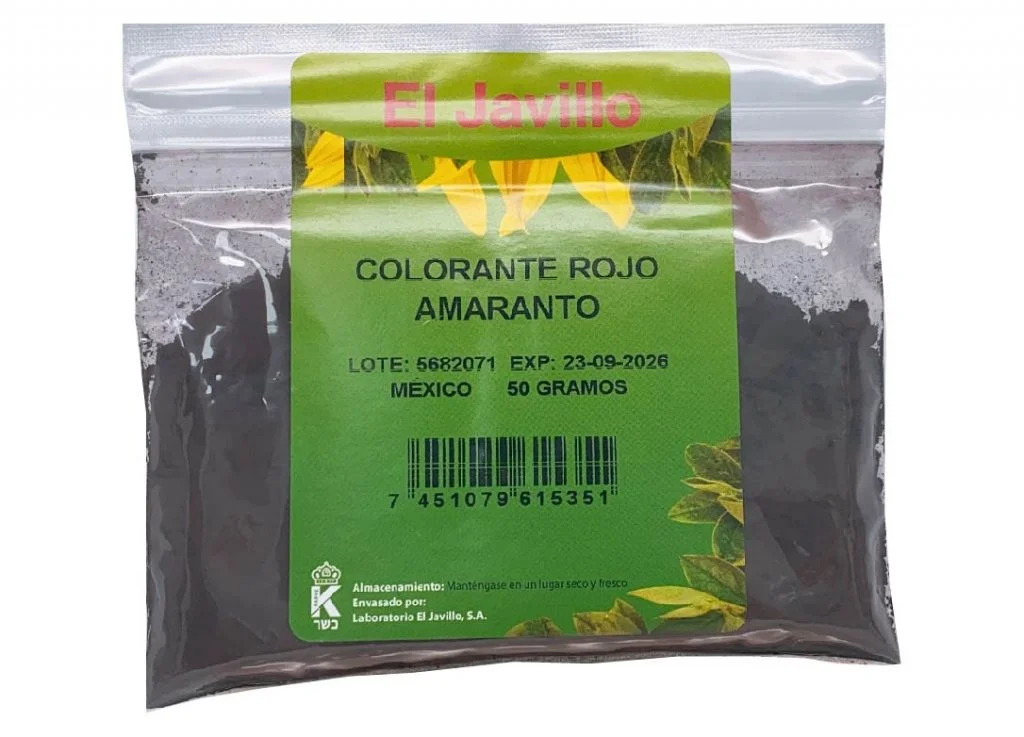 El Javillo
COLORANTE ROJO
AMARANTO
LOTE: 5682071 EXP: 23-09-2026
MÉXICO 50 GRAMOS
7 451079 615351
K
כשר
Almacenamiento: Manténgase en un lugar seco y fresco
Envasado por:
Laboratorio El Javillo, S.A.